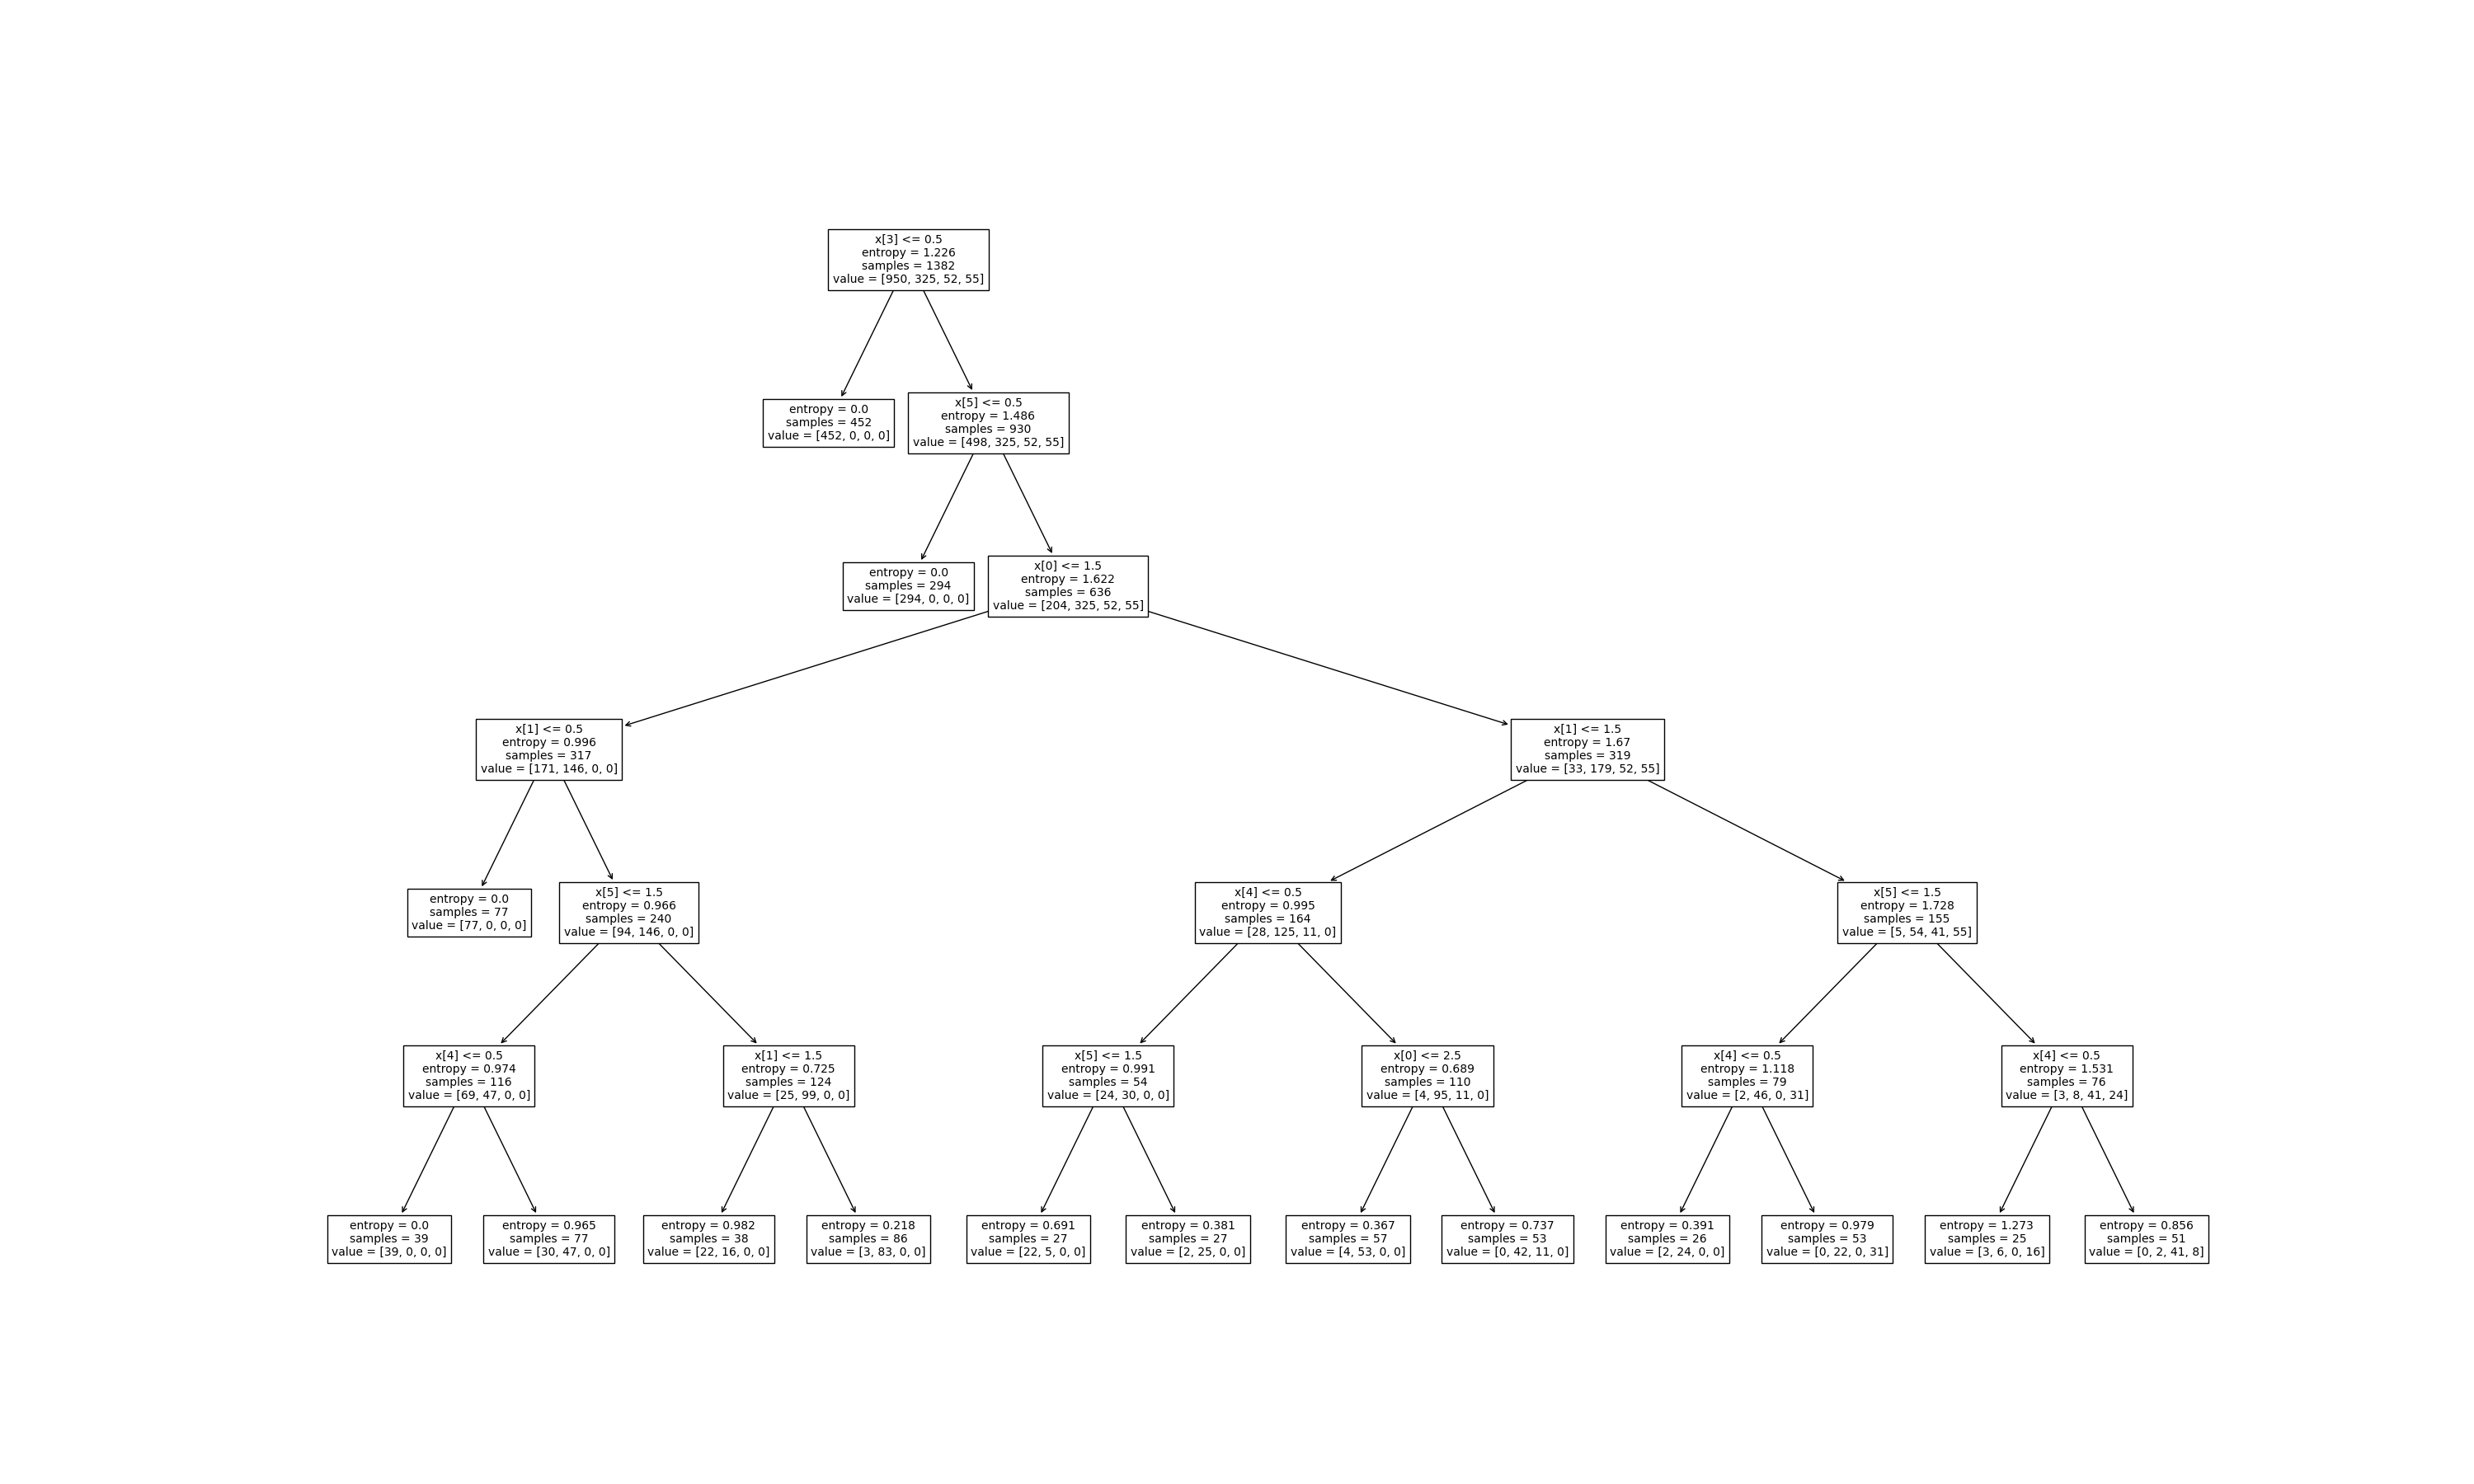 x[3] <= 0.5
entropy = 1.226
samples = 1382
value = [950, 325, 52, 55]
entropy = 0.0
samples = 452
value = [452, 0, 0, 0]
x[5] <= 0.5
entropy = 1.486
samples = 930
value = [498, 325, 52, 55]
entropy = 0.0
samples = 294
value = [294, 0, 0, 0]
x[0] <= 1.5
entropy = 1.622
samples = 636
value = [204, 325, 52, 55]
x[1] <= 0.5
entropy = 0.996
samples = 317
value = [171, 146, 0, 0]
x[1] <= 1.5
entropy = 1.67
samples = 319
value = [33, 179, 52, 55]
entropy = 0.0
samples = 77
value = [77, 0, 0, 0]
x[5] <= 1.5
entropy = 0.966
samples = 240
value = [94, 146, 0, 0]
x[4] <= 0.5
entropy = 0.995
samples = 164
value = [28, 125, 11, 0]
x[5] <= 1.5
entropy = 1.728
samples = 155
value = [5, 54, 41, 55]
x[4] <= 0.5
entropy = 0.974
samples = 116
value = [69, 47, 0, 0]
x[1] <= 1.5
entropy = 0.725
samples = 124
value = [25, 99, 0, 0]
x[5] <= 1.5
entropy = 0.991
samples = 54
value = [24, 30, 0, 0]
x[0] <= 2.5
entropy = 0.689
samples = 110
value = [4, 95, 11, 0]
x[4] <= 0.5
entropy = 1.118
samples = 79
value = [2, 46, 0, 31]
x[4] <= 0.5
entropy = 1.531
samples = 76
value = [3, 8, 41, 24]
entropy = 0.0
samples = 39
value = [39, 0, 0, 0]
entropy = 0.965
samples = 77
value = [30, 47, 0, 0]
entropy = 0.982
samples = 38
value = [22, 16, 0, 0]
entropy = 0.218
samples = 86
value = [3, 83, 0, 0]
entropy = 0.691
samples = 27
value = [22, 5, 0, 0]
entropy = 0.381
samples = 27
value = [2, 25, 0, 0]
entropy = 0.367
samples = 57
value = [4, 53, 0, 0]
entropy = 0.737
samples = 53
value = [0, 42, 11, 0]
entropy = 0.391
samples = 26
value = [2, 24, 0, 0]
entropy = 0.979
samples = 53
value = [0, 22, 0, 31]
entropy = 1.273
samples = 25
value = [3, 6, 0, 16]
entropy = 0.856
samples = 51
value = [0, 2, 41, 8]